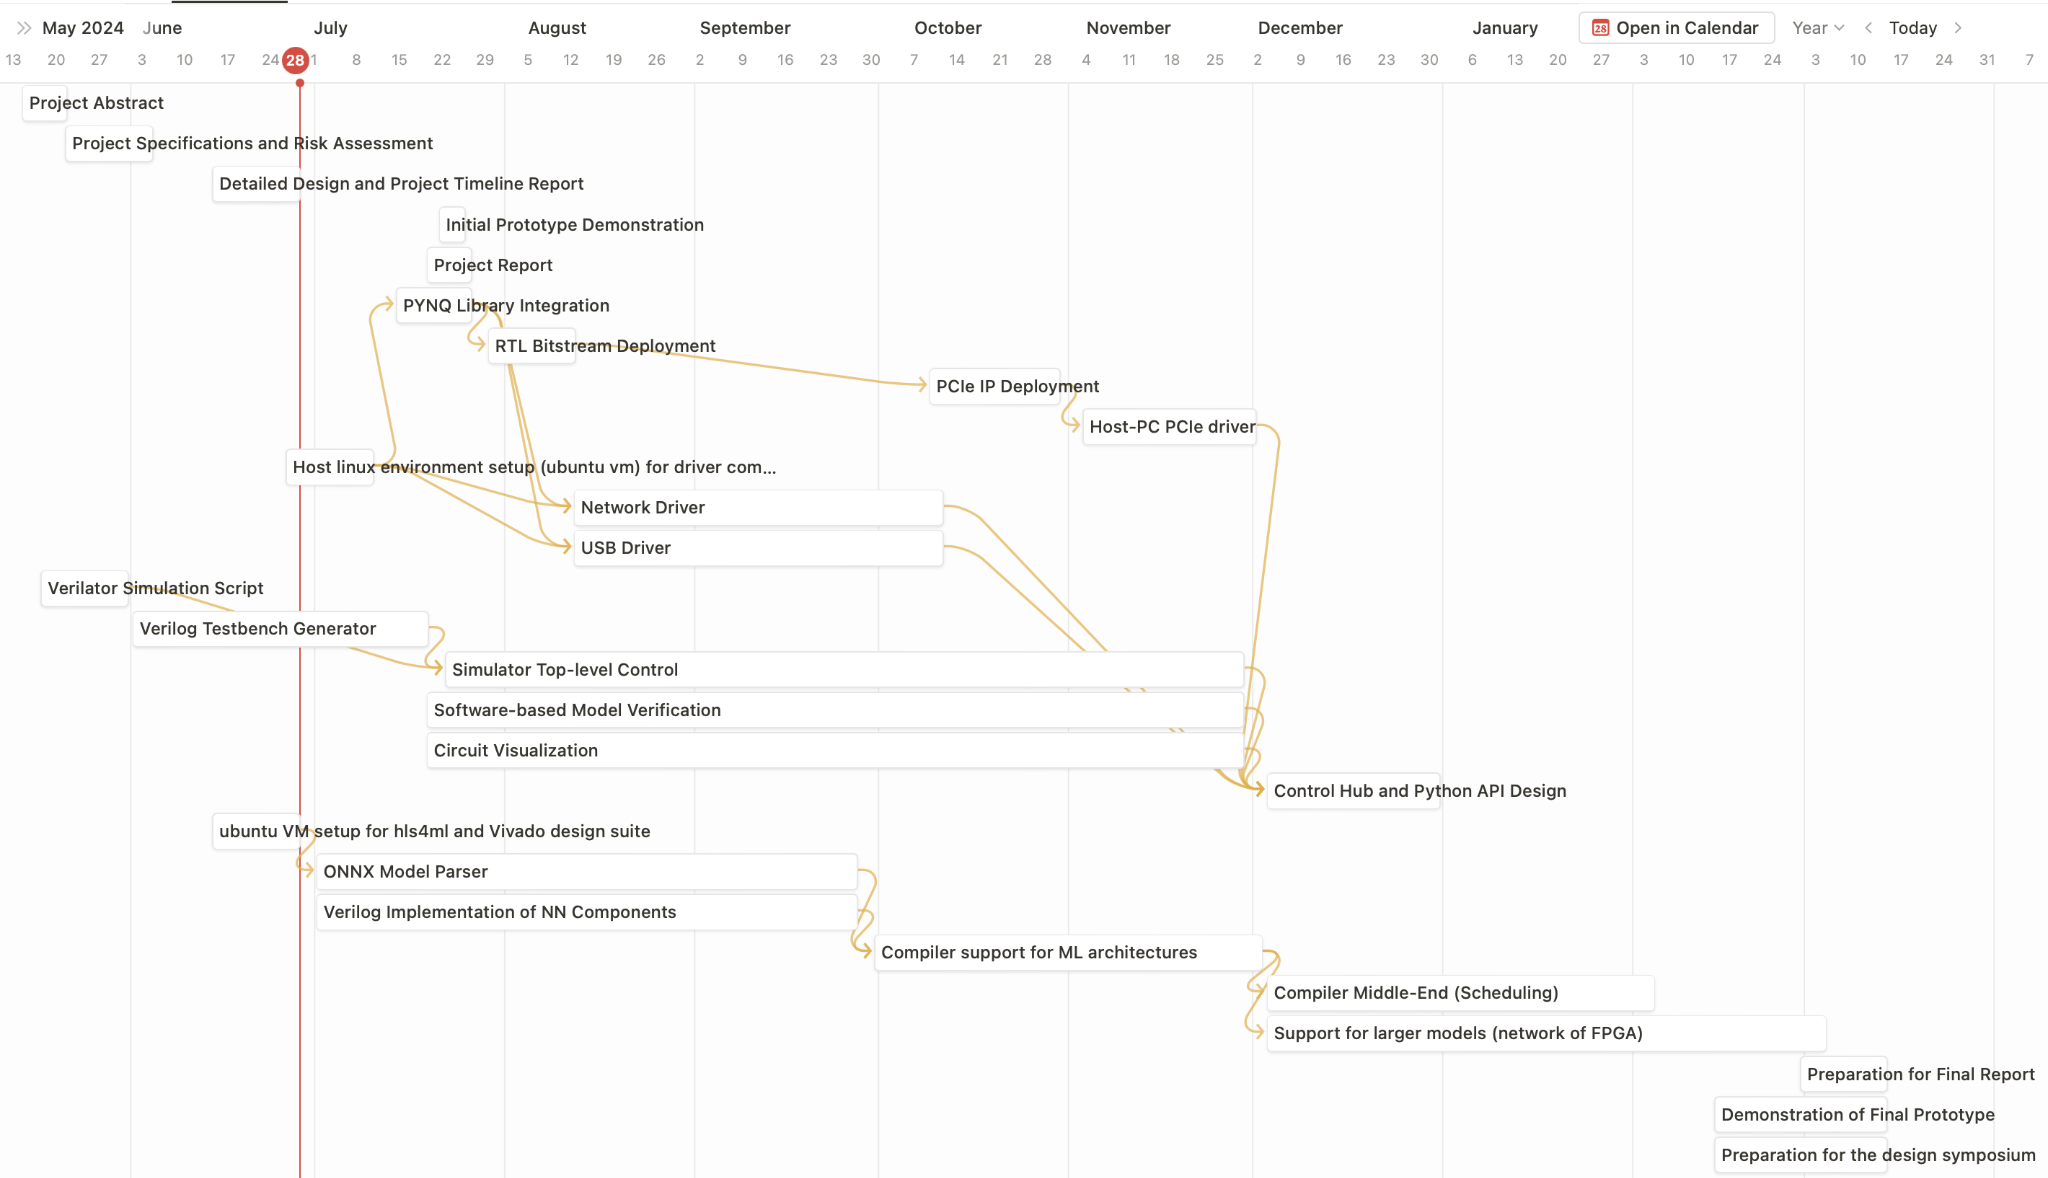 May 2024 June July August September October November December January Open in Calendar Year Today
13 20 27 3 10 17 24 28 1 8 15 22 29 5 12 19 26 2 9 16 23 30 7 14 21 28 4 11 18 25 2 9 16 23 30 6 13 20 27 3 10 17 24 3 10 17 24 31 7
Project Abstract
Project Specifications and Risk Assessment
Detailed Design and Project Timeline Report
Initial Prototype Demonstration
Project Report
PYNQ Library Integration
RTL Bitstream Deployment
PCIe IP Deployment
Host-PC PCIe driver
Host linux environment setup (ubuntu vm) for driver com...
Network Driver
USB Driver
Verilator Simulation Script
Verilog Testbench Generator
Simulator Top-level Control
Software-based Model Verification
Circuit Visualization
Control Hub and Python API Design
ubuntu VM setup for hls4ml and Vivado design suite
ONNX Model Parser
Verilog Implementation of NN Components
Compiler support for ML architectures
Compiler Middle-End (Scheduling)
Support for larger models (network of FPGA)
Preparation for Final Report
Demonstration of Final Prototype
Preparation for the design symposium